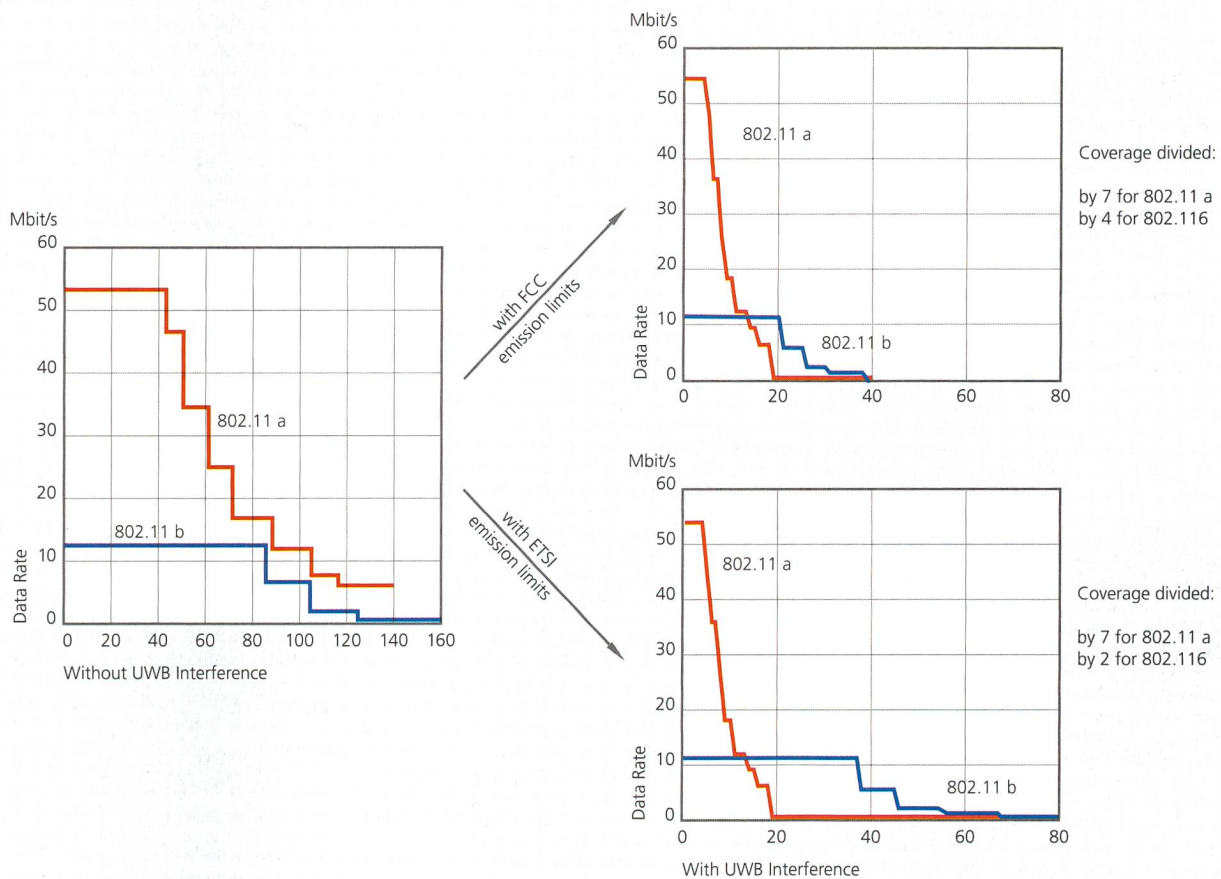 Mbit/s
60
50
40
30
20
10
0
Data Rate
802.11 a
802.11 b
0 20 40 60 80 100 120 140 160
Without UWB Interference
with FCC
emission limits
with ETSI
emission limits
Mbit/s
60
50
40
30
20
10
0
Data Rate
802.11 a
802.11 b
0 20 40 60 80
Coverage divided:
by 7 for 802.11 a
by 4 for 802.116
Mbit/s
60
50
40
30
20
10
0
Data Rate
802.11 a
802.11 b
0 20 40 60 80
With UWB Interference
Coverage divided:
by 7 for 802.11 a
by 2 for 802.116